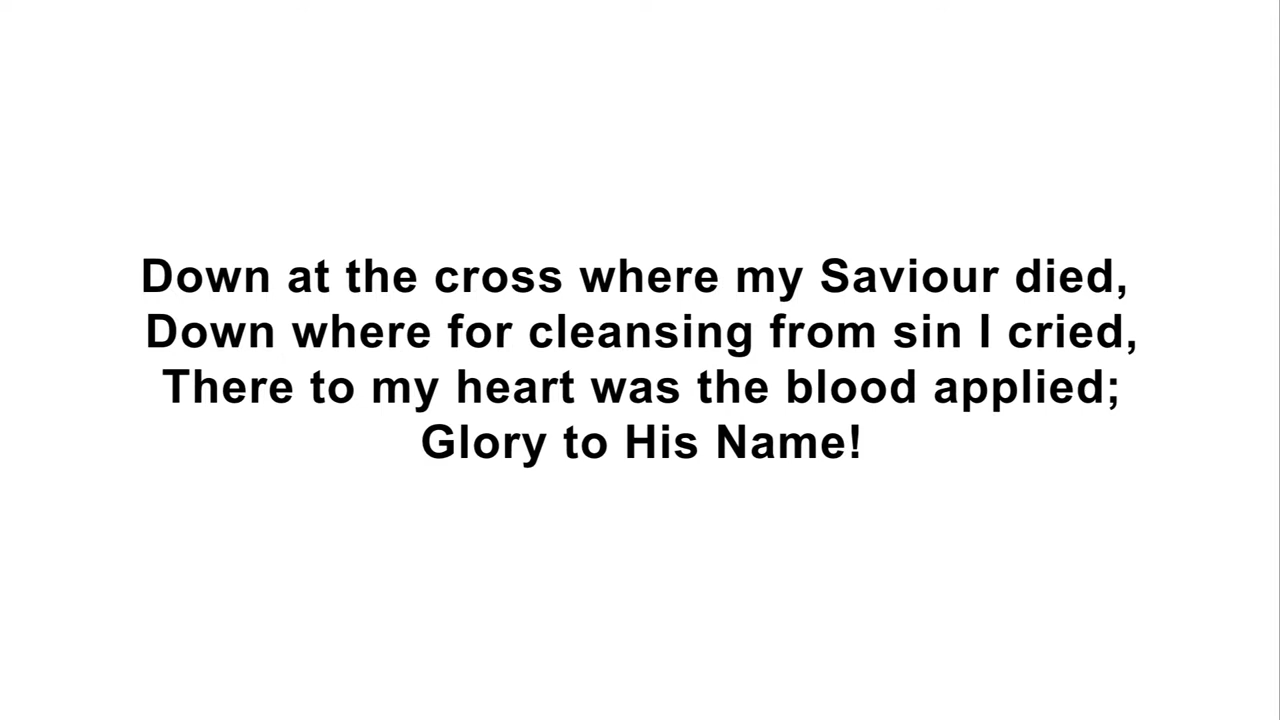 Down at the cross where my Saviour died,
Down where for cleansing from sin I cried,
There to my heart was the blood applied;
Glory to His Name!